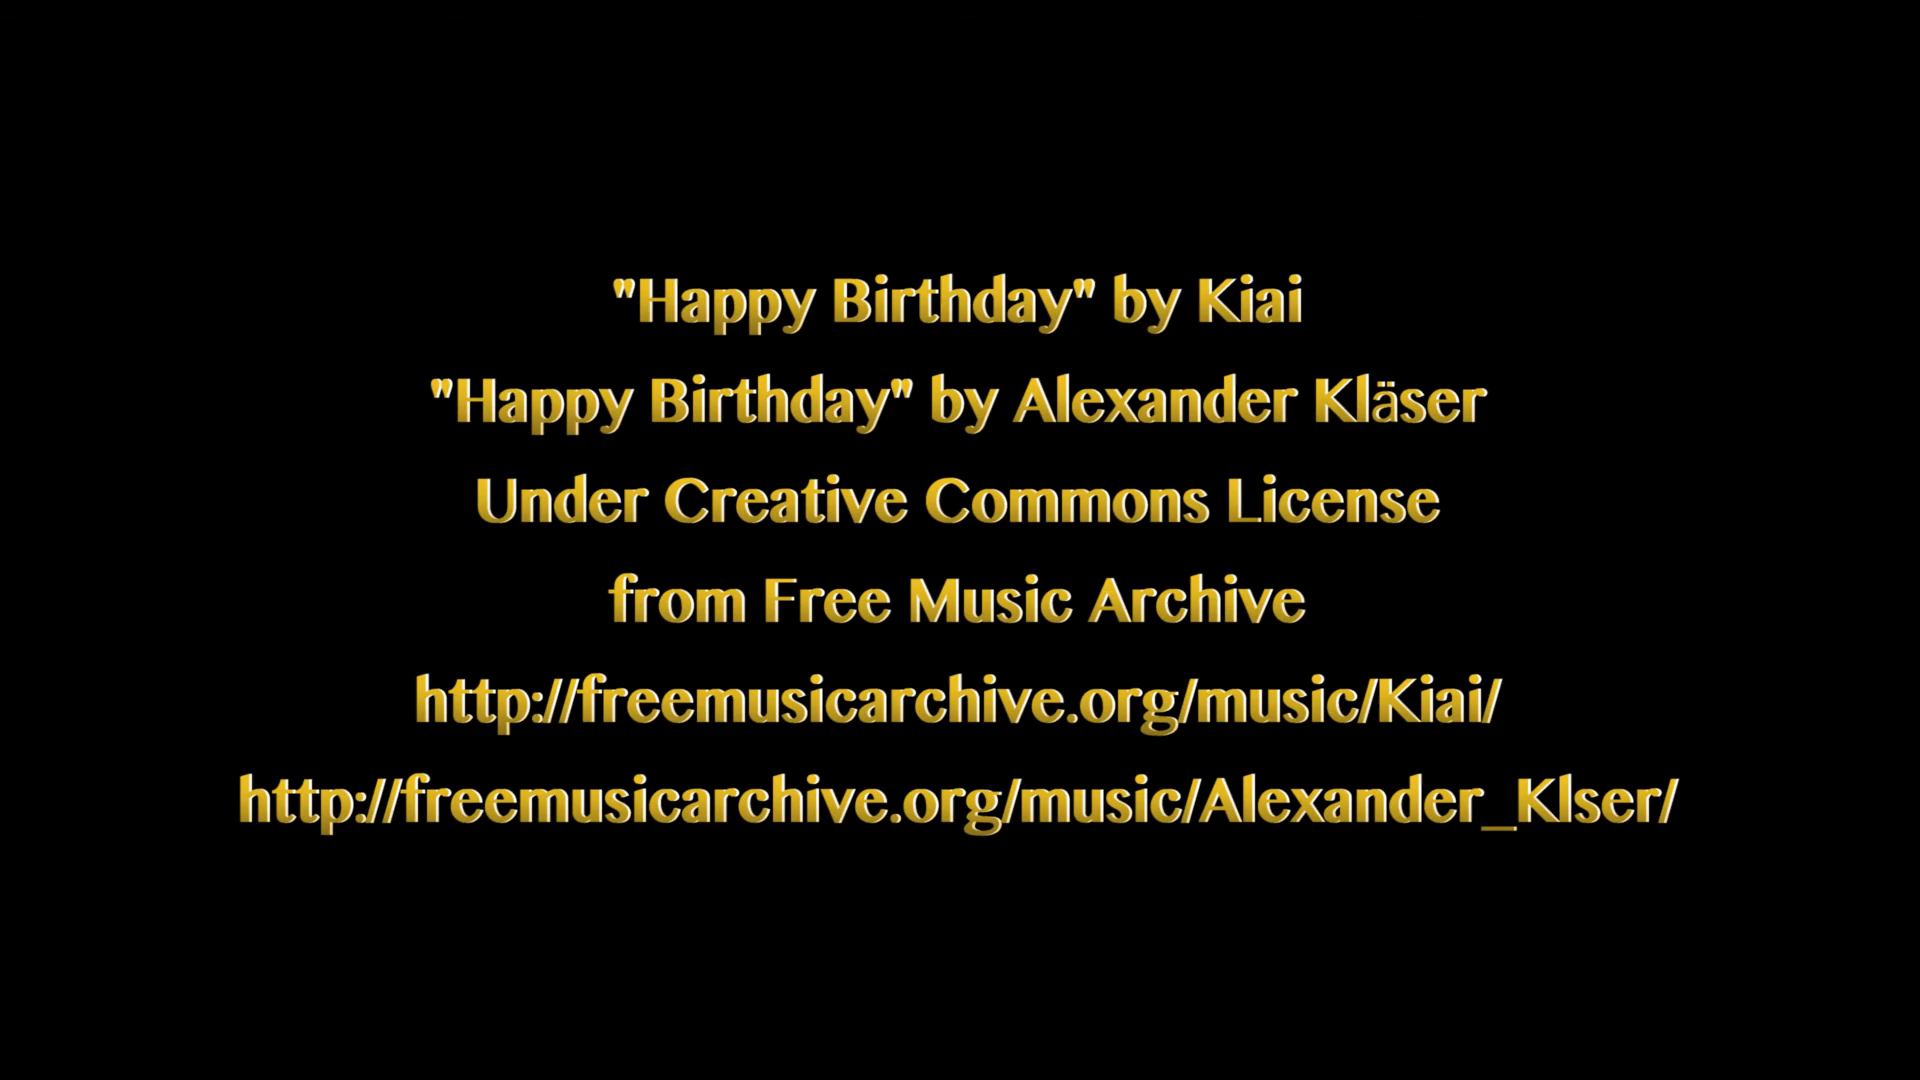 "Happy Birthday" by Kiai
"Happy Birthday" by Alexander Kläser
Under Creative Commons License
from Free Music Archive
http://freemusicarchive.org/music/Kiai/
http://freemusicarchive.org/music/Alexander_Klser/